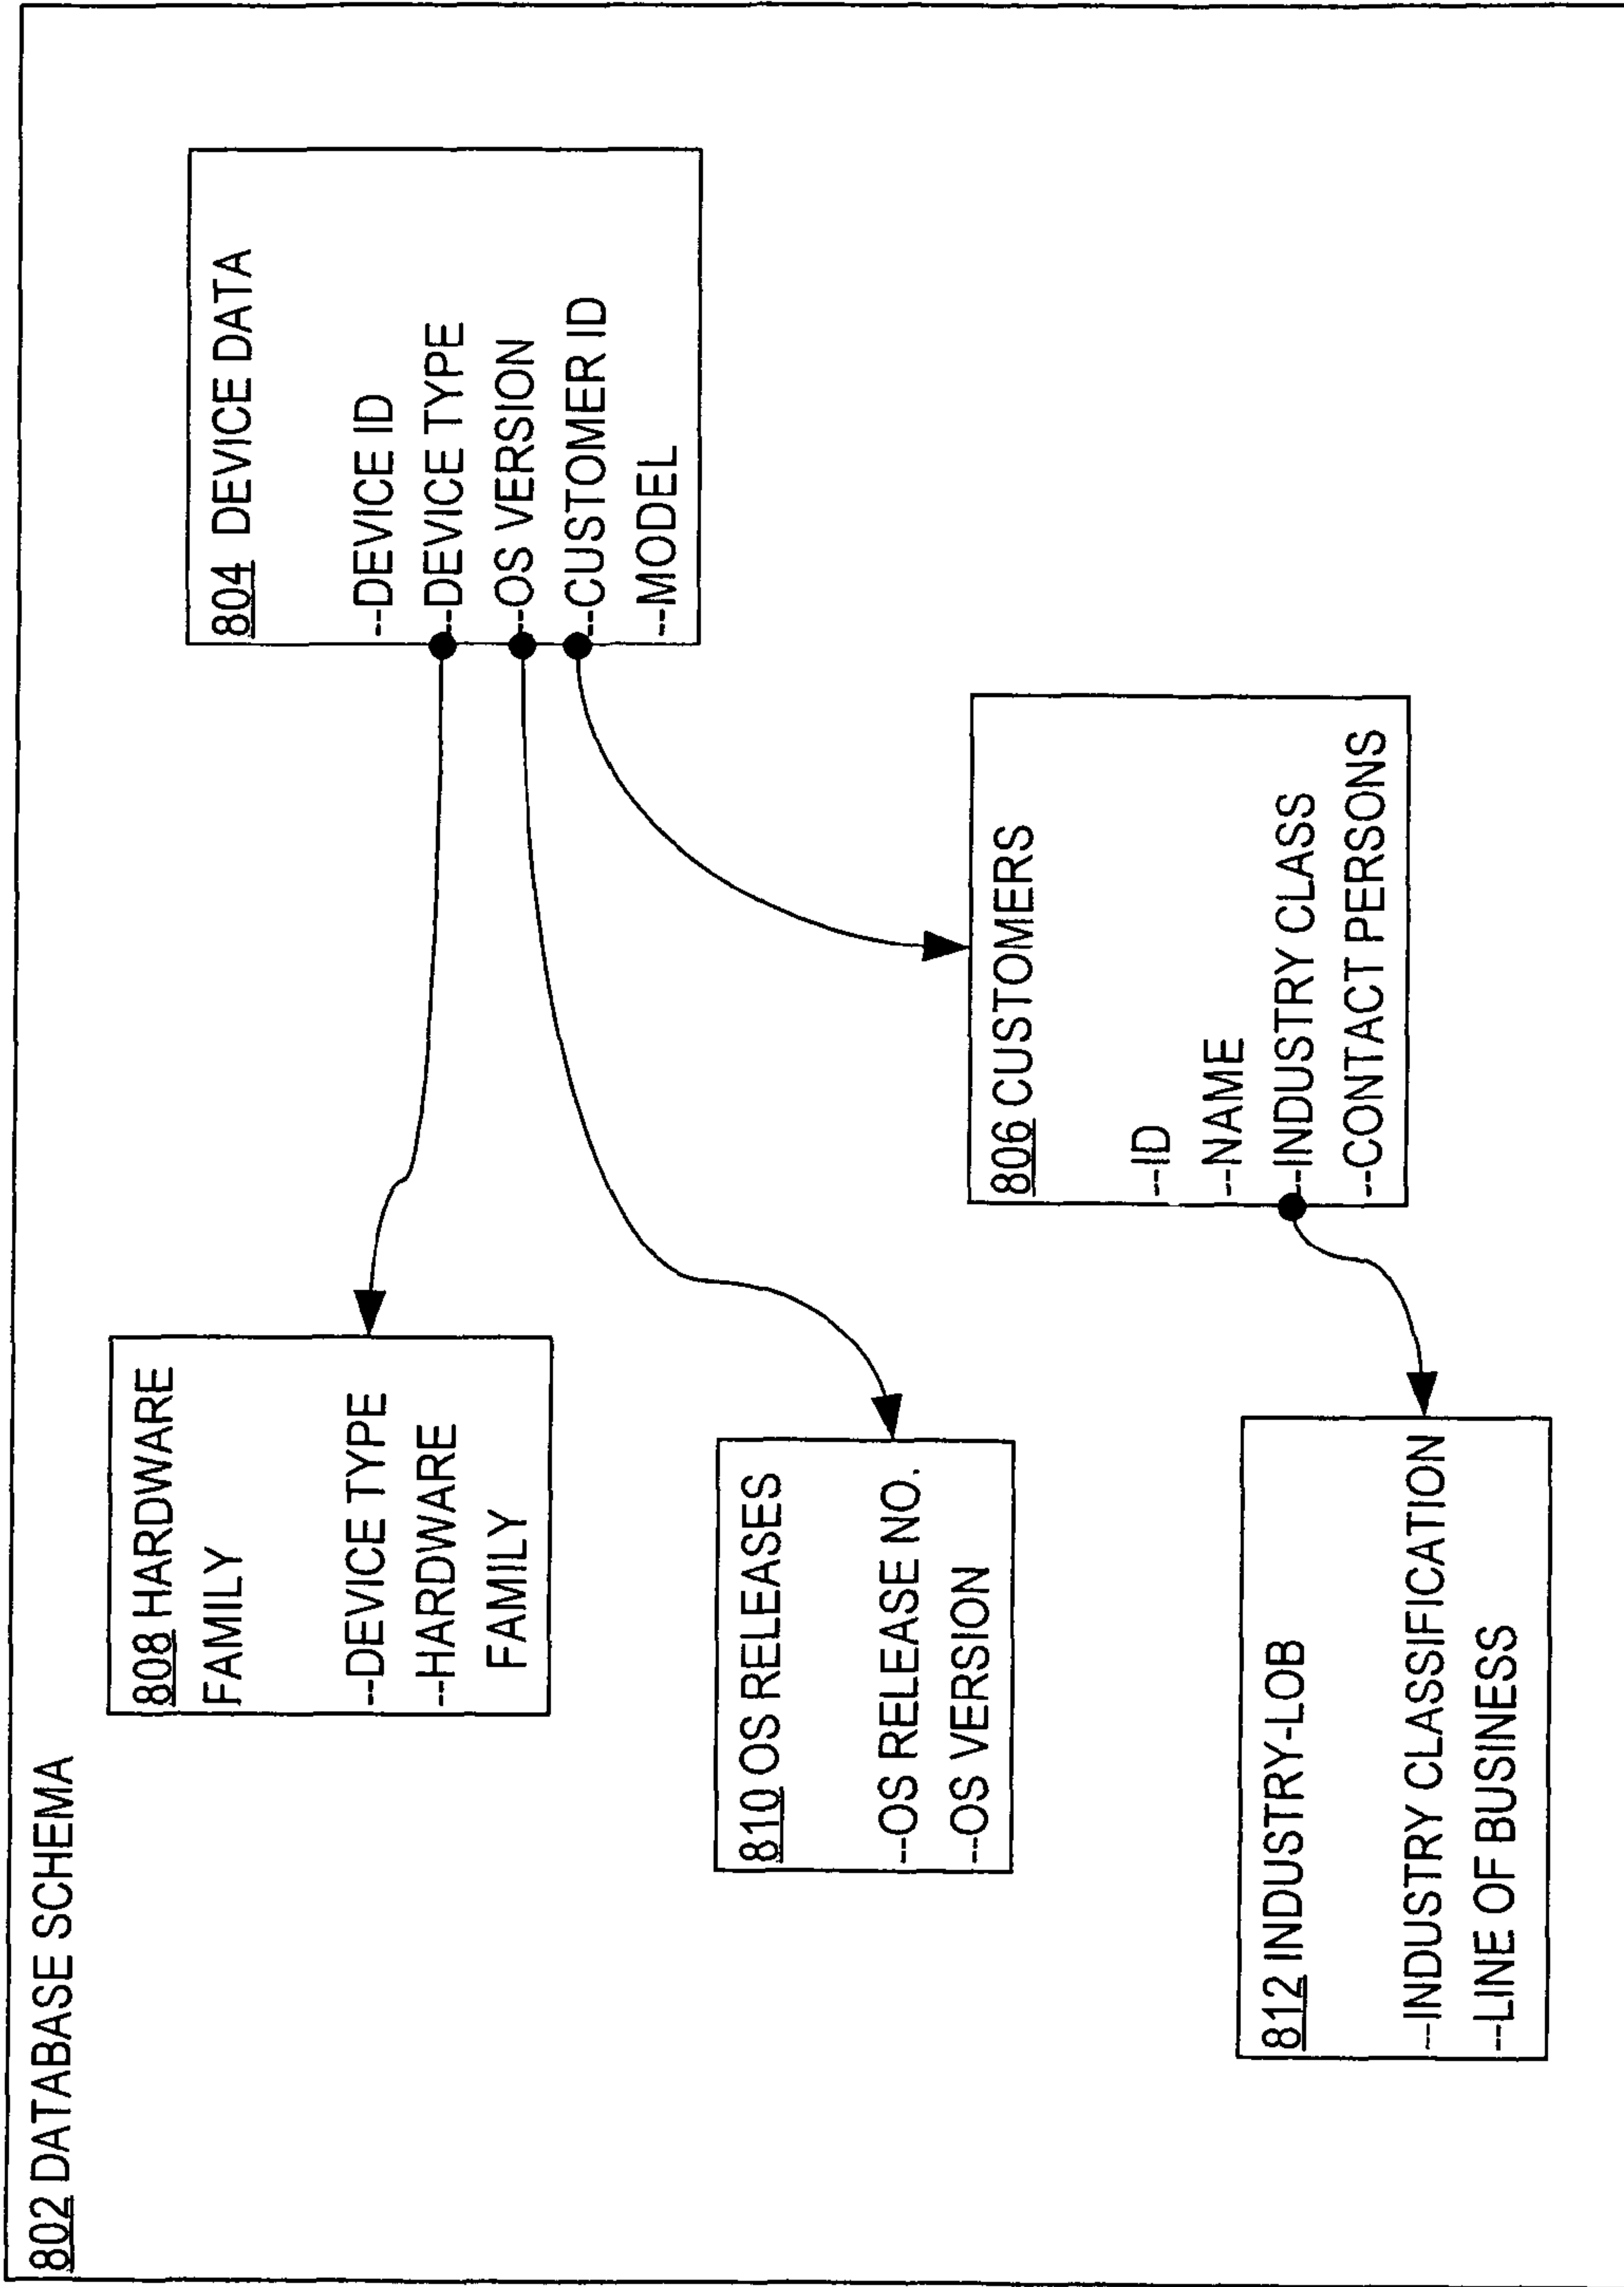 802 DATABASE SCHEMA
804 DEVICE DATA
--DEVICE ID
--DEVICE TYPE
--OS VERSION
--CUSTOMER ID
--MODEL
808 HARDWARE
FAMILY
--DEVICE TYPE
--HARDWARE
FAMILY
810 OS RELEASES
--OS RELEASE NO.
--OS VERSION
806 CUSTOMERS
--ID
--NAME
--INDUSTRY CLASS
--CONTACT PERSONS
812 INDUSTRY-LOB
--INDUSTRY CLASSIFICATION
--LINE OF BUSINESS